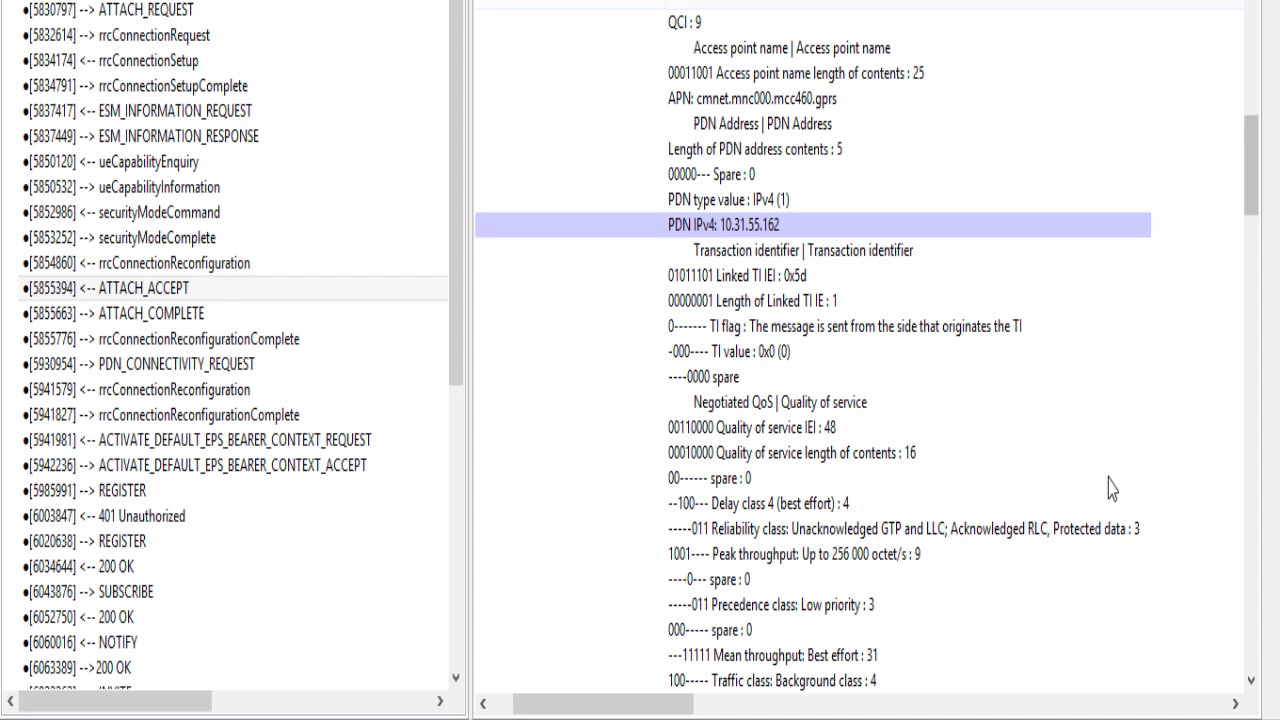 ●[5830797] --> ATTACH_REQUEST
●[5832614] --> rrcConnectionRequest
●[5834174] <-- rrcConnectionSetup
●[5834791] --> rrcConnectionSetupComplete
●[5837417] <-- ESM_INFORMATION_REQUEST
●[5837449] --> ESM_INFORMATION_RESPONSE
●[5850120] <-- ueCapabilityEnquiry
●[5850532] --> ueCapabilityInformation
●[5852986] <-- securityModeCommand
●[5853252] --> securityModeComplete
●[5854860] <-- rrcConnectionReconfiguration
●[5855394] <-- ATTACH_ACCEPT
●[5855663] --> ATTACH_COMPLETE
●[5855776] --> rrcConnectionReconfigurationComplete
●[5930954] --> PDN_CONNECTIVITY_REQUEST
●[5941579] <-- rrcConnectionReconfiguration
●[5941827] --> rrcConnectionReconfigurationComplete
●[5941981] <-- ACTIVATE_DEFAULT_EPS_BEARER_CONTEXT_REQUEST
●[5942236] --> ACTIVATE_DEFAULT_EPS_BEARER_CONTEXT_ACCEPT
●[5985991] --> REGISTER
●[6003847] <-- 401 Unauthorized
●[6020638] --> REGISTER
●[6034644] <-- 200 OK
●[6043876] --> SUBSCRIBE
●[6052750] <-- 200 OK
●[6060016] <-- NOTIFY
●[6063389] -->200 OK
QCI : 9
Access point name | Access point name
00011001 Access point name length of contents : 25
APN: cmnet.mnc000.mcc460.gprs
PDN Address | PDN Address
Length of PDN address contents : 5
00000--- Spare : 0
PDN type value : IPv4 (1)
PDN IPv4: 10.31.55.162
Transaction identifier | Transaction identifier
01011101 Linked TI IEI : 0x5d
00000001 Length of Linked TI IE : 1
0------- TI flag : The message is sent from the side that originates the TI
-000---- TI value : 0x0 (0)
----0000 spare
Negotiated QoS | Quality of service
00110000 Quality of service IEI : 48
00010000 Quality of service length of contents : 16
00------ spare : 0
--100--- Delay class 4 (best effort) : 4
-----011 Reliability class: Unacknowledged GTP and LLC; Acknowledged RLC, Protected data : 3
1001---- Peak throughput: Up to 256 000 octet/s : 9
----0--- spare : 0
-----011 Precedence class: Low priority : 3
000----- spare : 0
---11111 Mean throughput: Best effort : 31
100----- Traffic class: Background class : 4